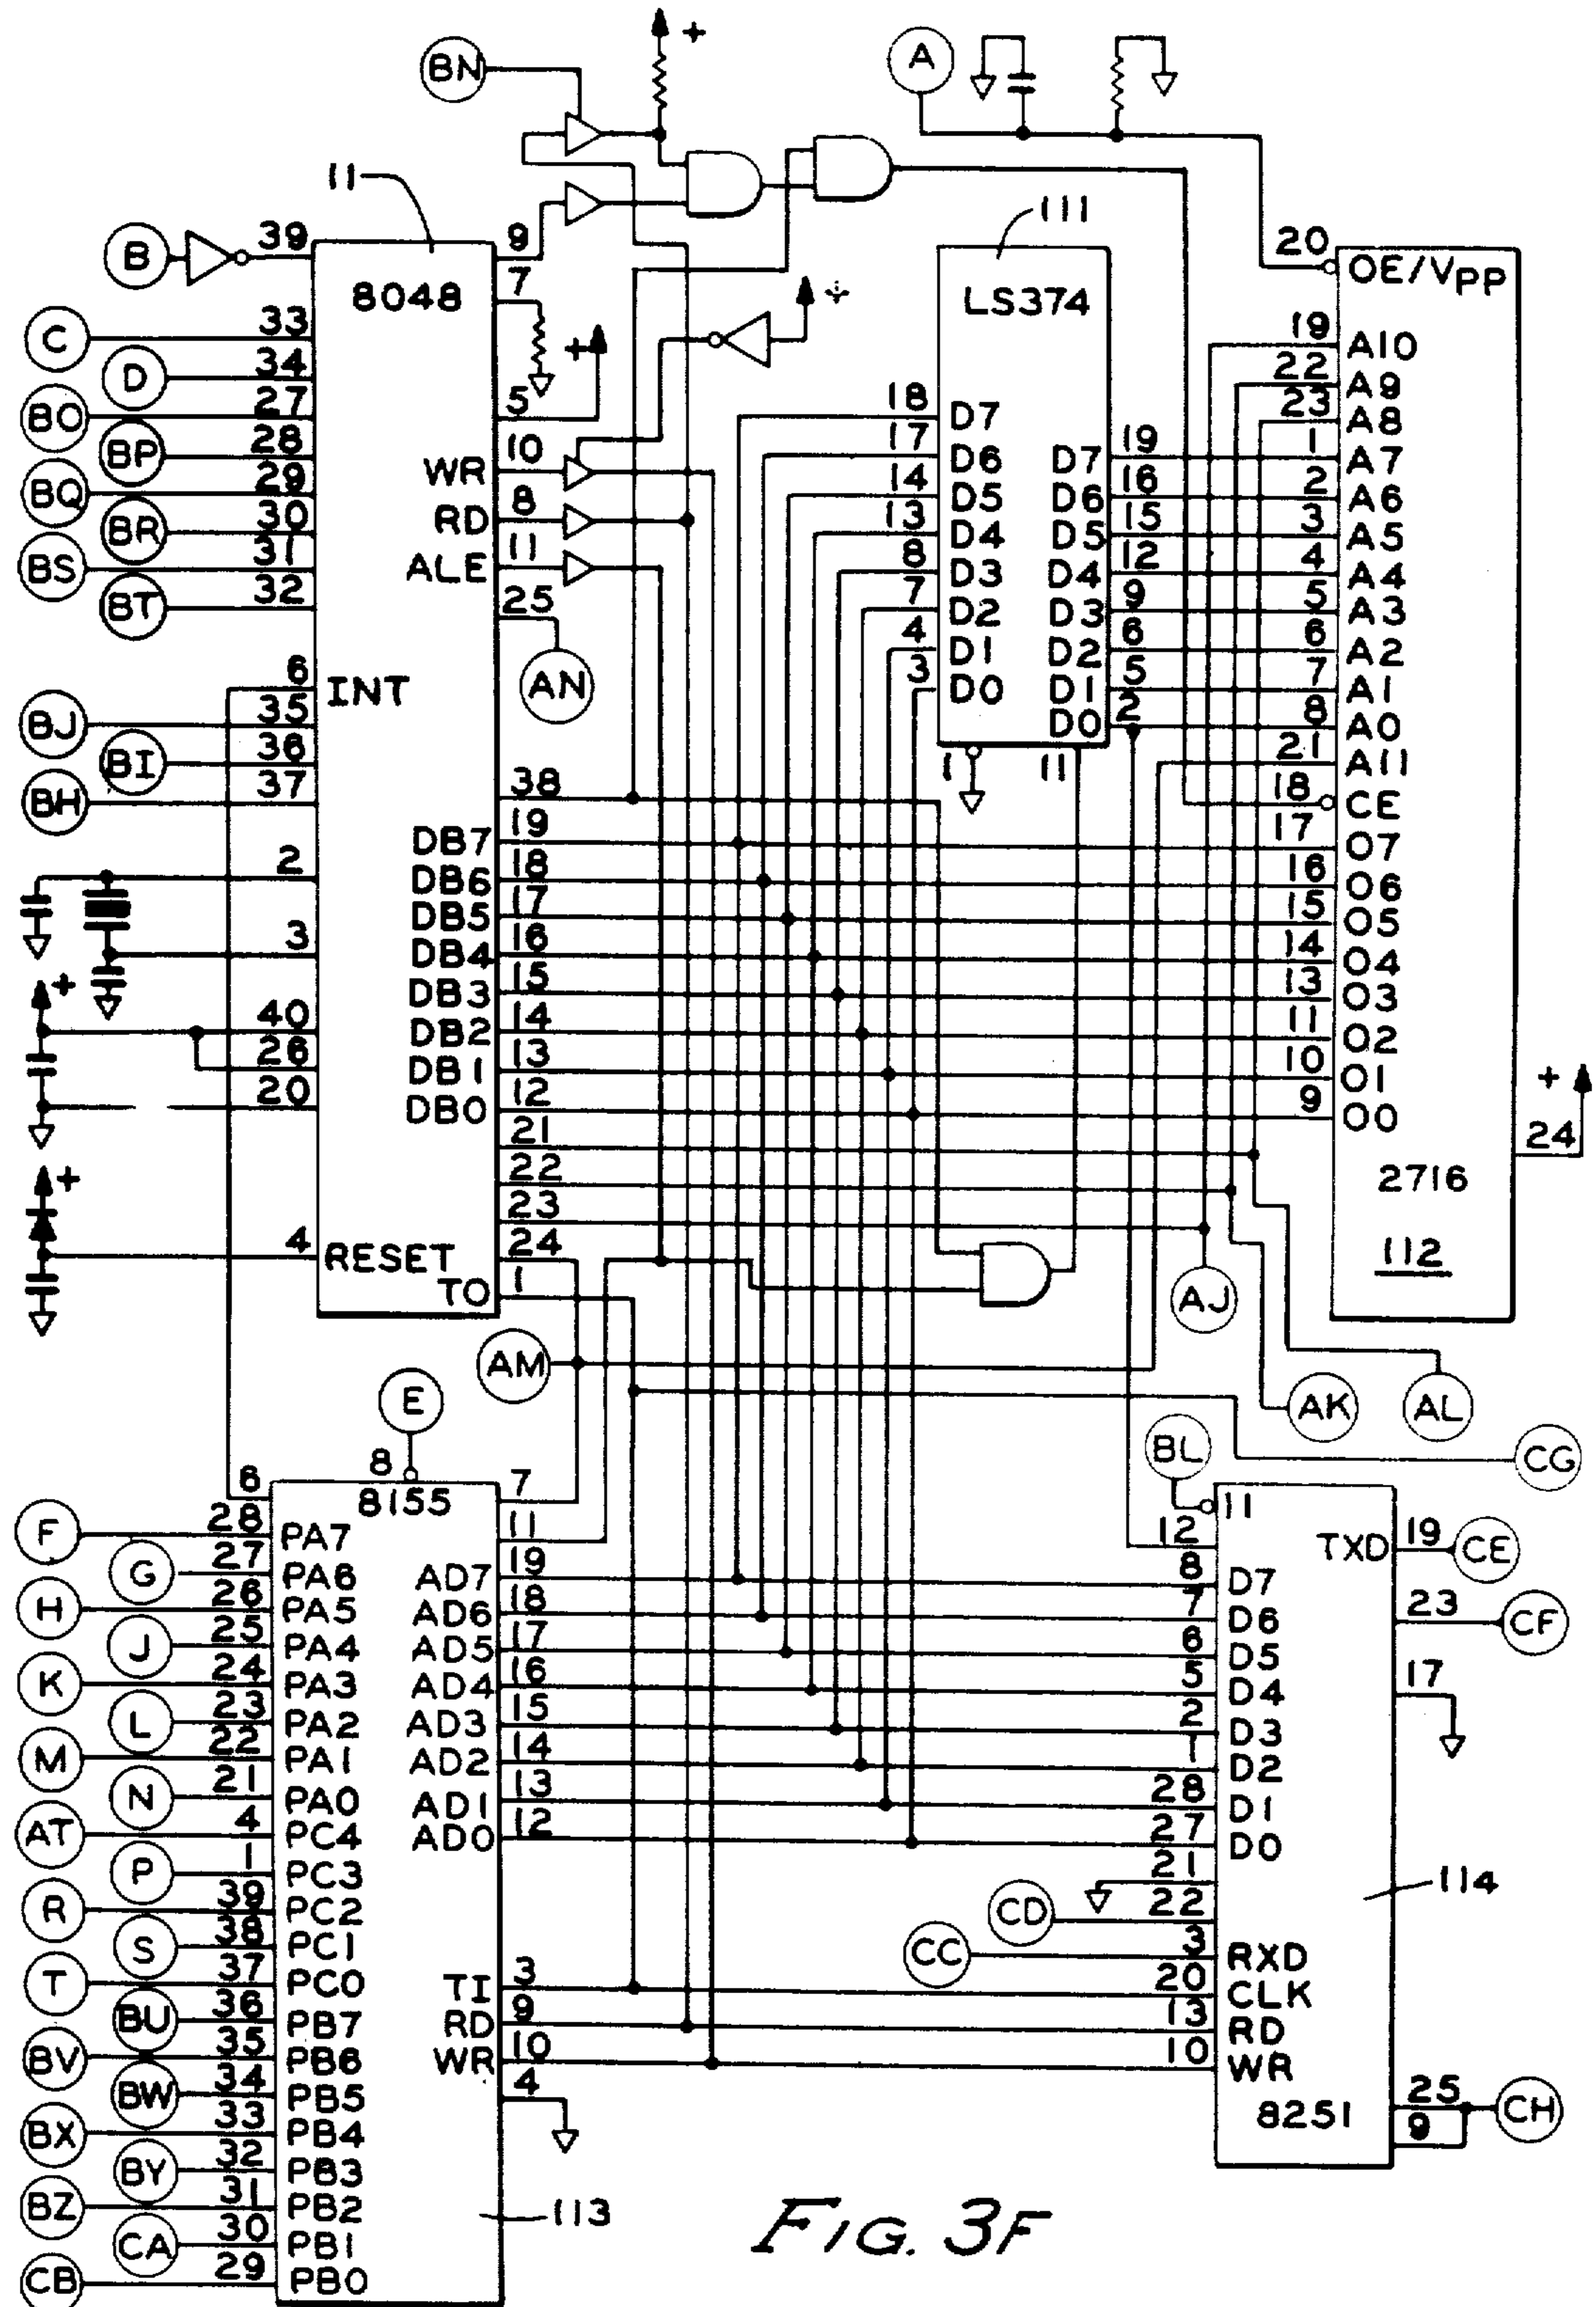 BN
+
A
11
111
B
39
9
20
OE/VPP
8048
7
LS374
C
33
+
+
19
A10
D
34
22
A9
BO
27
5
18
D7
23
A8
BP
28
WR
10
17
D6
D7
19
1
A7
BQ
29
14
D5
D6
16
2
A6
BR
30
RD
8
13
D4
D5
15
3
A5
BS
31
ALE
11
8
D3
D4
12
4
A4
BT
32
25
7
D2
D3
9
5
A3
4
D1
D2
6
6
A2
6
INT
AN
3
D0
D1
5
7
A1
BJ
35
D0
2
8
A0
BI
36
1
11
21
A11
BH
37
38
18
CE
DB7
19
17
O7
2
DB6
18
16
O6
DB5
17
15
O5
3
DB4
16
14
O4
+
DB3
15
13
O3
40
DB2
14
11
O2
26
DB1
13
10
O1
+
20
DB0
12
9
O0
21
24
+
22
2716
23
4
RESET
24
112
TO
1
AJ
AM
E
AK
AL
8
BL
CG
6
8155
7
11
F
28
PA7
11
12
TXD
19
CE
G
27
PA6
AD7
19
8
D7
H
26
PA5
AD6
18
7
D6
23
CF
J
25
PA4
AD5
17
6
D5
K
24
PA3
AD4
16
5
D4
17
L
23
PA2
AD3
15
2
D3
M
22
PA1
AD2
14
1
D2
N
21
PA0
AD1
13
28
D1
AT
4
PC4
AD0
12
27
D0
P
1
PC3
21
114
R
39
PC2
CD
22
S
38
PC1
CC
3
RXD
T
37
PC0
TI
3
20
CLK
BU
36
PB7
RD
9
13
RD
BV
35
PB6
WR
10
10
WR
BW
34
PB5
4
25
CH
BX
33
PB4
8251
9
BY
32
PB3
BZ
31
PB2
113
FIG. 3F
CA
30
PB1
CB
29
PB0